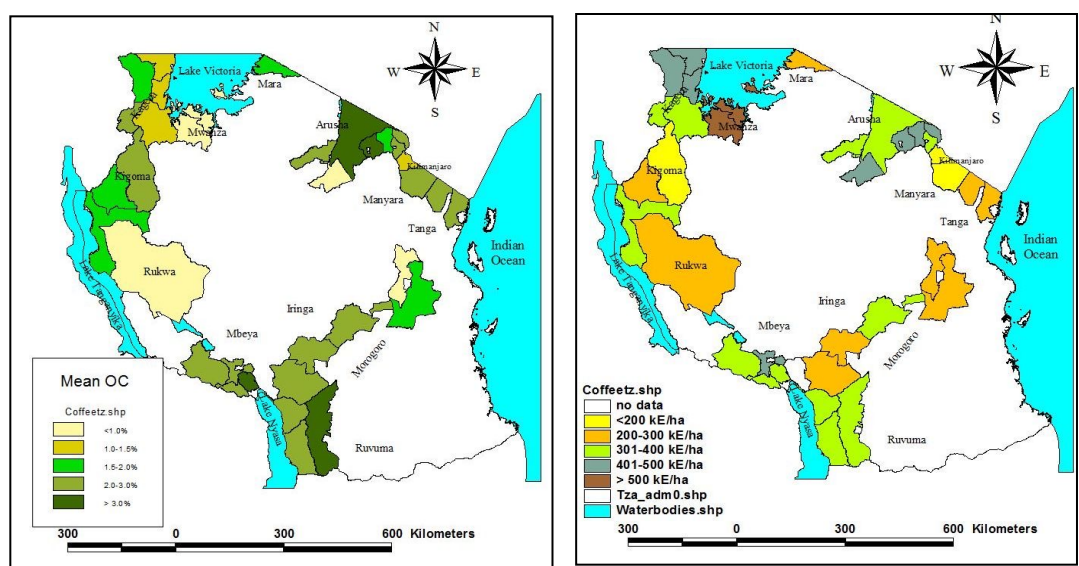 N
W E
S
Lake Victoria
Mara
Kagera
Mwanza
Arusha
Kilimanjaro
Kigoma
Manyara
Tanga
Indian
Ocean
Rukwa
Lake Tanganyika
Iringa
Mbeya
Morogoro
Lake Nyasa
Ruvuma
Mean OC
Coffeetz.shp
<1.0%
1.0-1.5%
1.5-2.0%
2.0-3.0%
> 3.0%
300 0 300 600 Kilometers
N
W E
S
Lake Victoria
Mara
Mwanza
Arusha
Kilimanjaro
Kigoma
Manyara
Tanga
Indian
Ocean
Rukwa
Lake Tanganyika
Iringa
Mbeya
Morogoro
Lake Nyasa
Ruvuma
Coffeetz.shp
no data
<200 kE/ha
200-300 kE/ha
301-400 kE/ha
401-500 kE/ha
> 500 kE/ha
Tza_adm0.shp
Waterbodies.shp
300 0 300 600 Kilometers